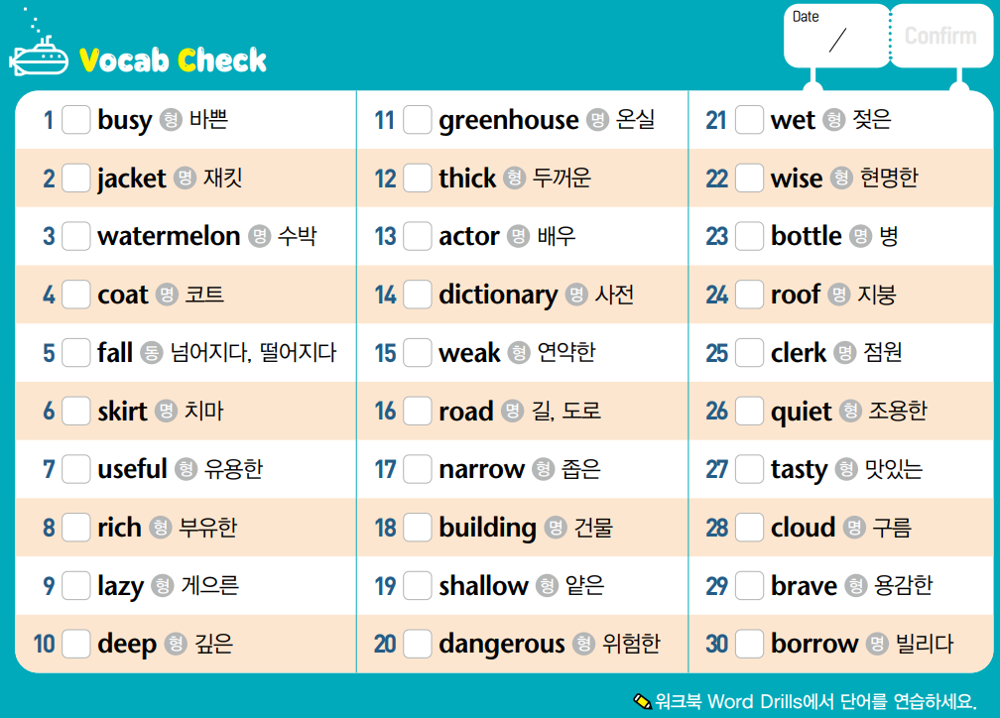 Vocab Check
Date
/
Confirm
1 busy 형 바쁜
2 jacket 명 재킷
3 watermelon 명 수박
4 coat 명 코트
5 fall 동 넘어지다, 떨어지다
6 skirt 명 치마
7 useful 형 유용한
8 rich 형 부유한
9 lazy 형 게으른
10 deep 형 깊은
11 greenhouse 명 온실
12 thick 형 두꺼운
13 actor 명 배우
14 dictionary 명 사전
15 weak 형 연약한
16 road 명 길, 도로
17 narrow 형 좁은
18 building 명 건물
19 shallow 형 얕은
20 dangerous 형 위험한
21 wet 형 젖은
22 wise 형 현명한
23 bottle 명 병
24 roof 명 지붕
25 clerk 명 점원
26 quiet 형 조용한
27 tasty 형 맛있는
28 cloud 명 구름
29 brave 형 용감한
30 borrow 명 빌리다
워크북 Word Drills에서 단어를 연습하세요.